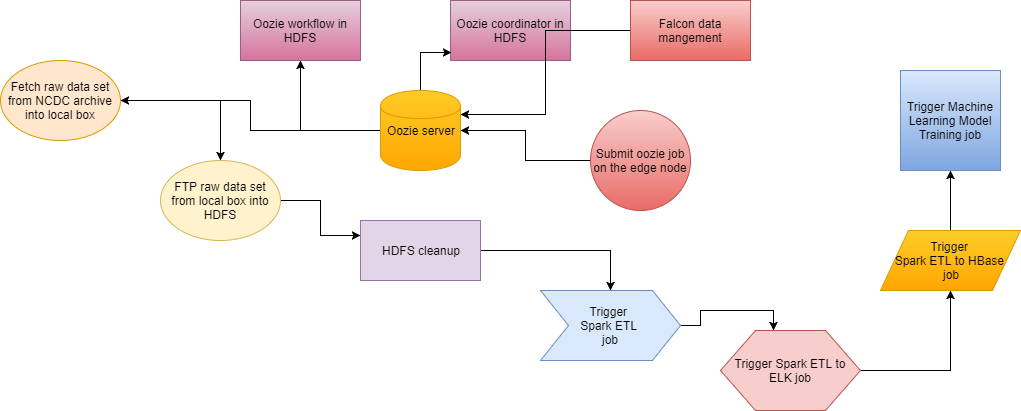 Oozie workflow in
HDFS
Oozie coordinator in
HDFS
Falcon data
mangement
Fetch raw data set
from NCDC archive
into local box
Oozie server
Trigger Machine
Learning Model
Training job
Submit oozie job
on the edge node
FTP raw data set
from local box into
HDFS
HDFS cleanup
Trigger
Spark ETL to HBase
job
Trigger
Spark ETL
job
Trigger Spark ETL to
ELK job